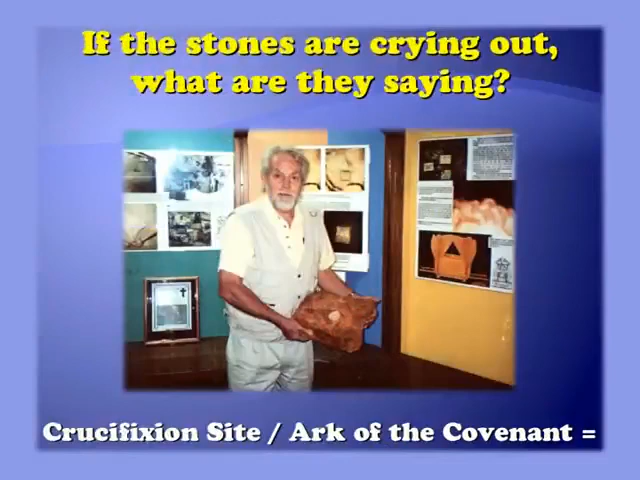 If the stones are crying out,
what are they saying?
Crucifixion Site / Ark of the Covenant =